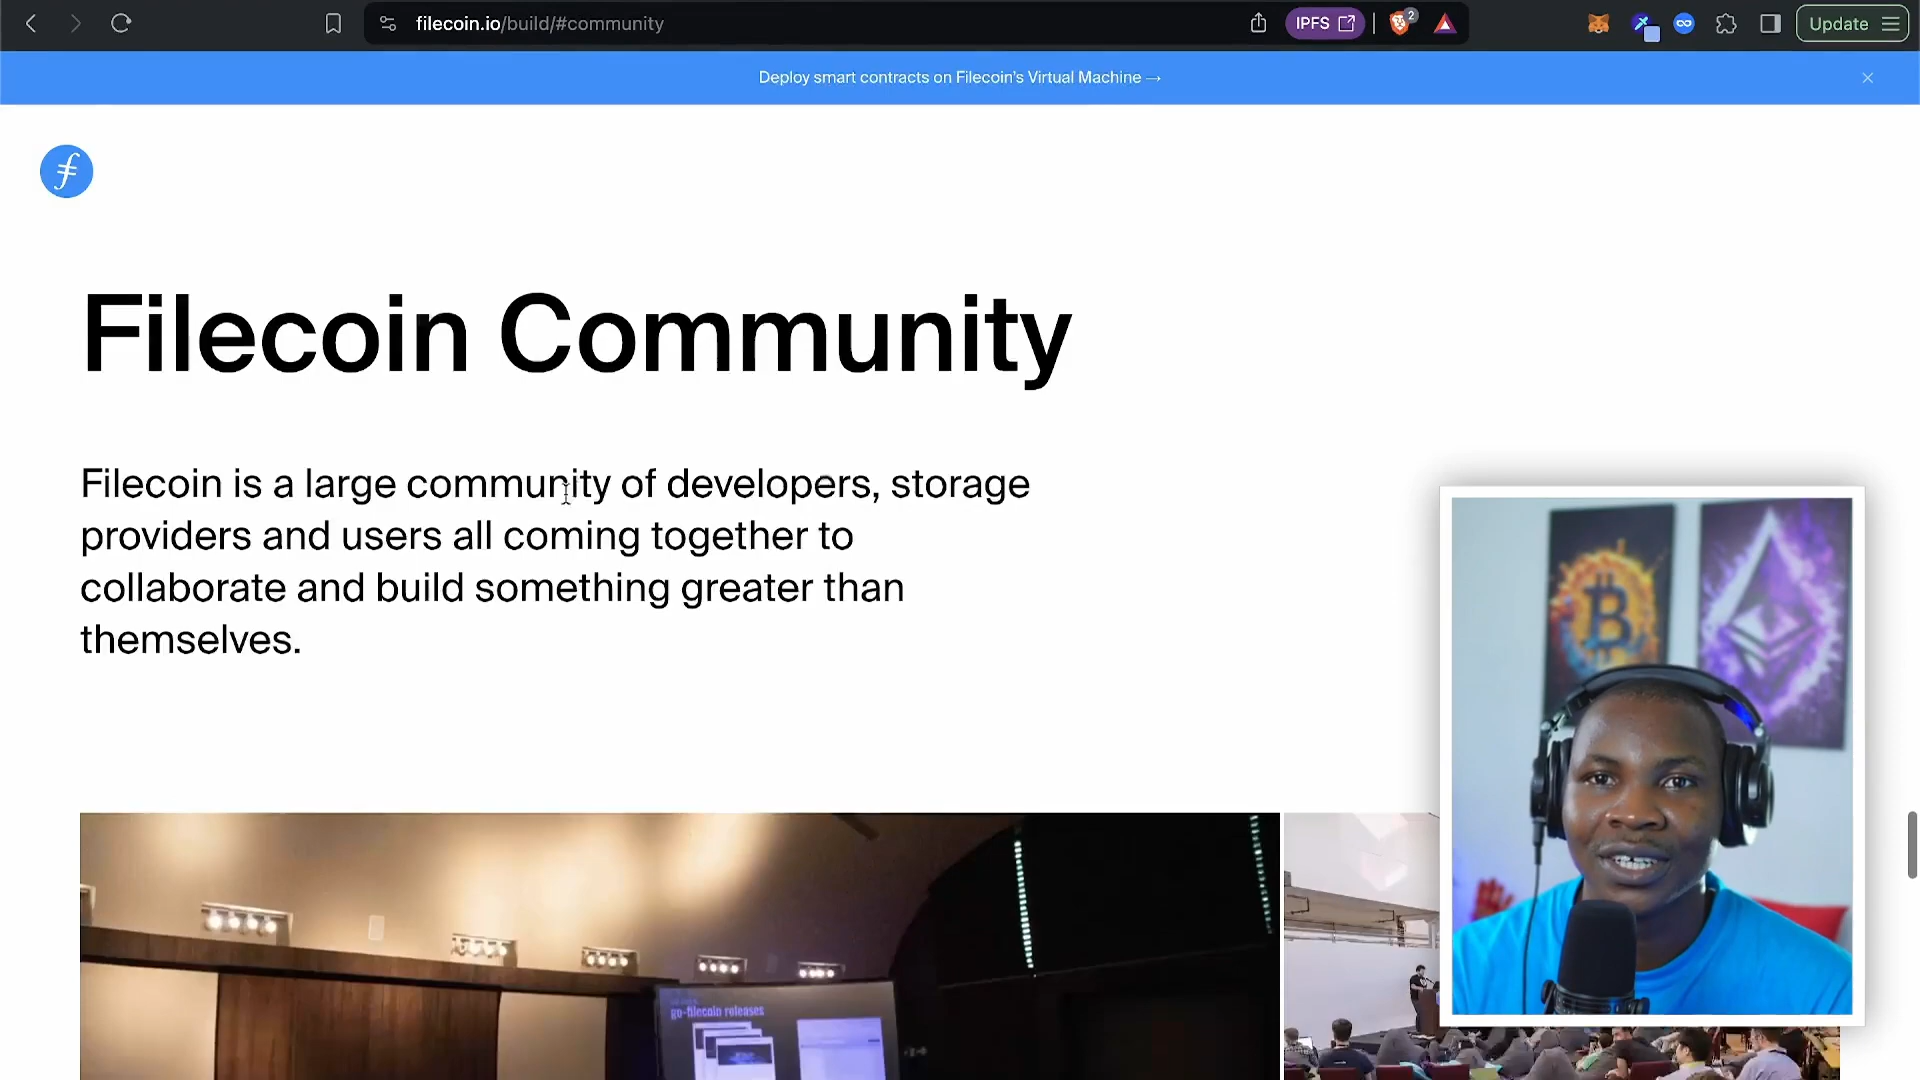 filecoin.io/build/#community
IPFS
2
Update
Deploy smart contracts on Filecoin's Virtual Machine →
Filecoin Community
Filecoin is a large community of developers, storage
providers and users all coming together to
collaborate and build something greater than
themselves.
go-filecoin releases